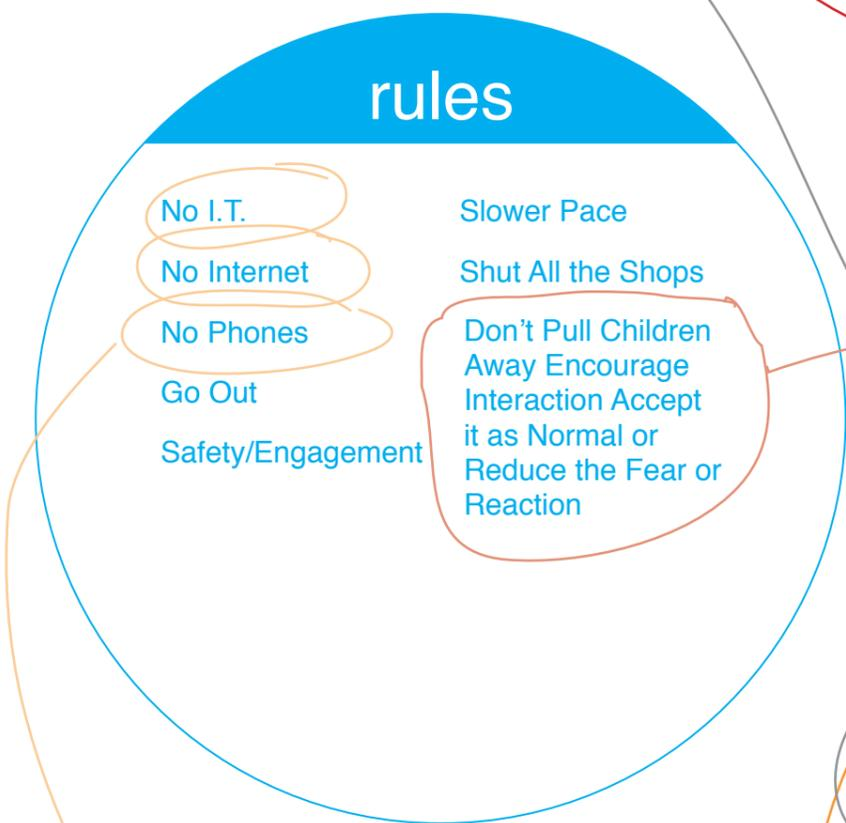 rules
No I.T.
No Internet
No Phones
Go Out
Safety/Engagement
Slower Pace
Shut All the Shops
Don’t Pull Children
Away Encourage
Interaction Accept
it as Normal or
Reduce the Fear or
Reaction